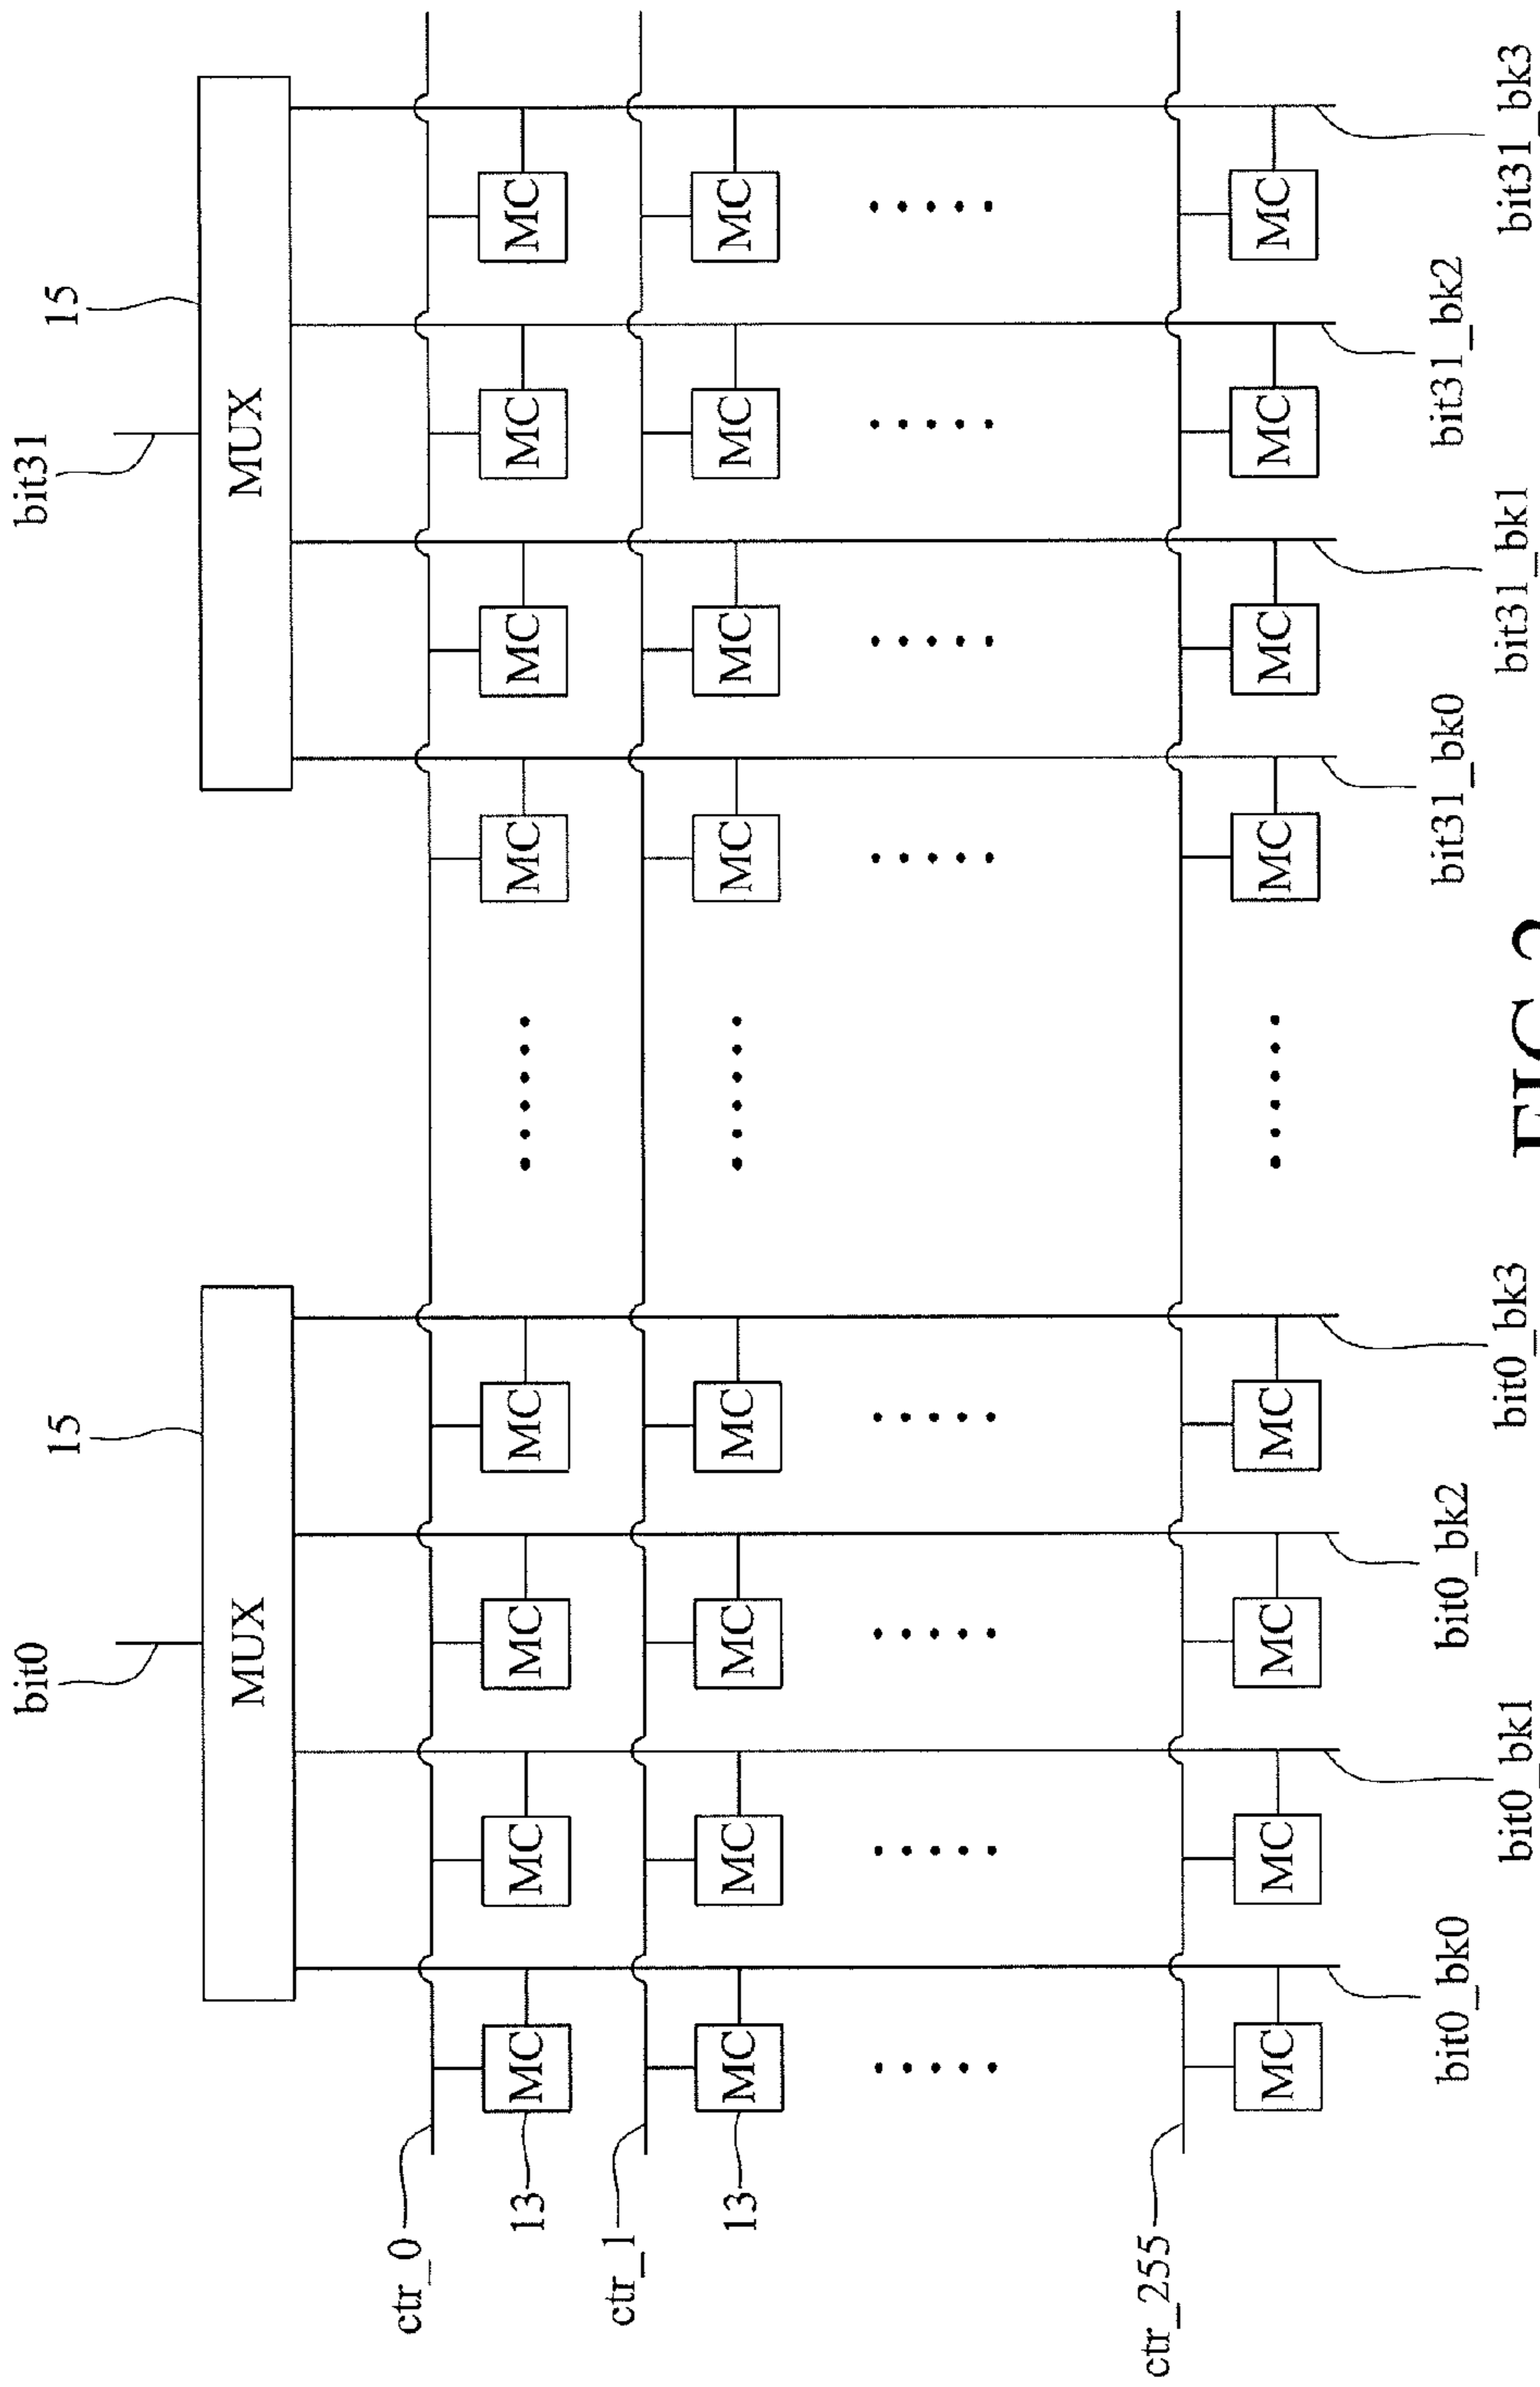 bit0
bit31
15
15
MUX
MUX
ctr_0
13
MC
MC
MC
MC
MC
MC
MC
MC
ctr_1
13
MC
MC
MC
MC
MC
MC
MC
MC
ctr_255
MC
MC
MC
MC
MC
MC
MC
MC
bit0_bk0
bit0_bk1
bit0_bk2
bit0_bk3
bit31_bk0
bit31_bk1
bit31_bk2
bit31_bk3
FIG